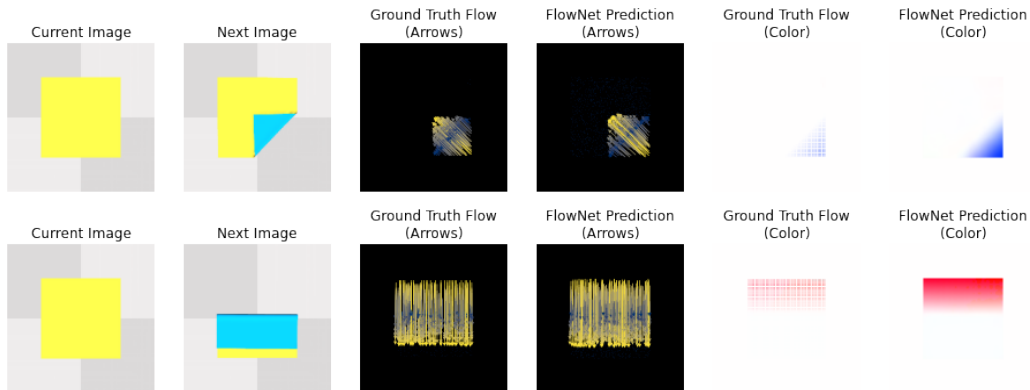 Current Image
Next Image
Ground Truth Flow
(Arrows)
FlowNet Prediction
(Arrows)
Ground Truth Flow
(Color)
FlowNet Prediction
(Color)
Current Image
Next Image
Ground Truth Flow
(Arrows)
FlowNet Prediction
(Arrows)
Ground Truth Flow
(Color)
FlowNet Prediction
(Color)